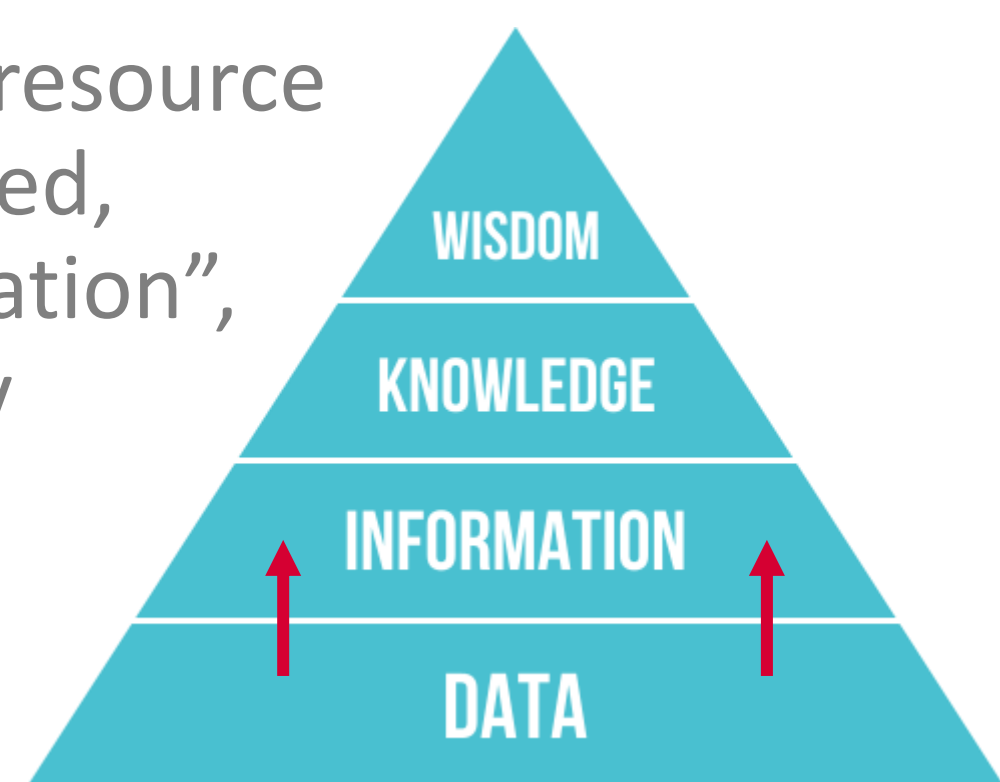 resource
ed,
ation”,
y
WISDOM
KNOWLEDGE
INFORMATION
DATA